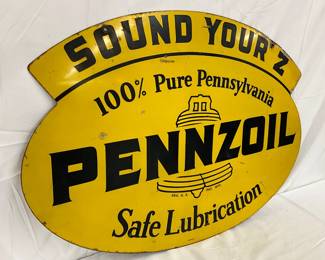 SOUND YOUR 'Z
100% Pure Pennsylvania
PENNZOIL
Safe Lubrication